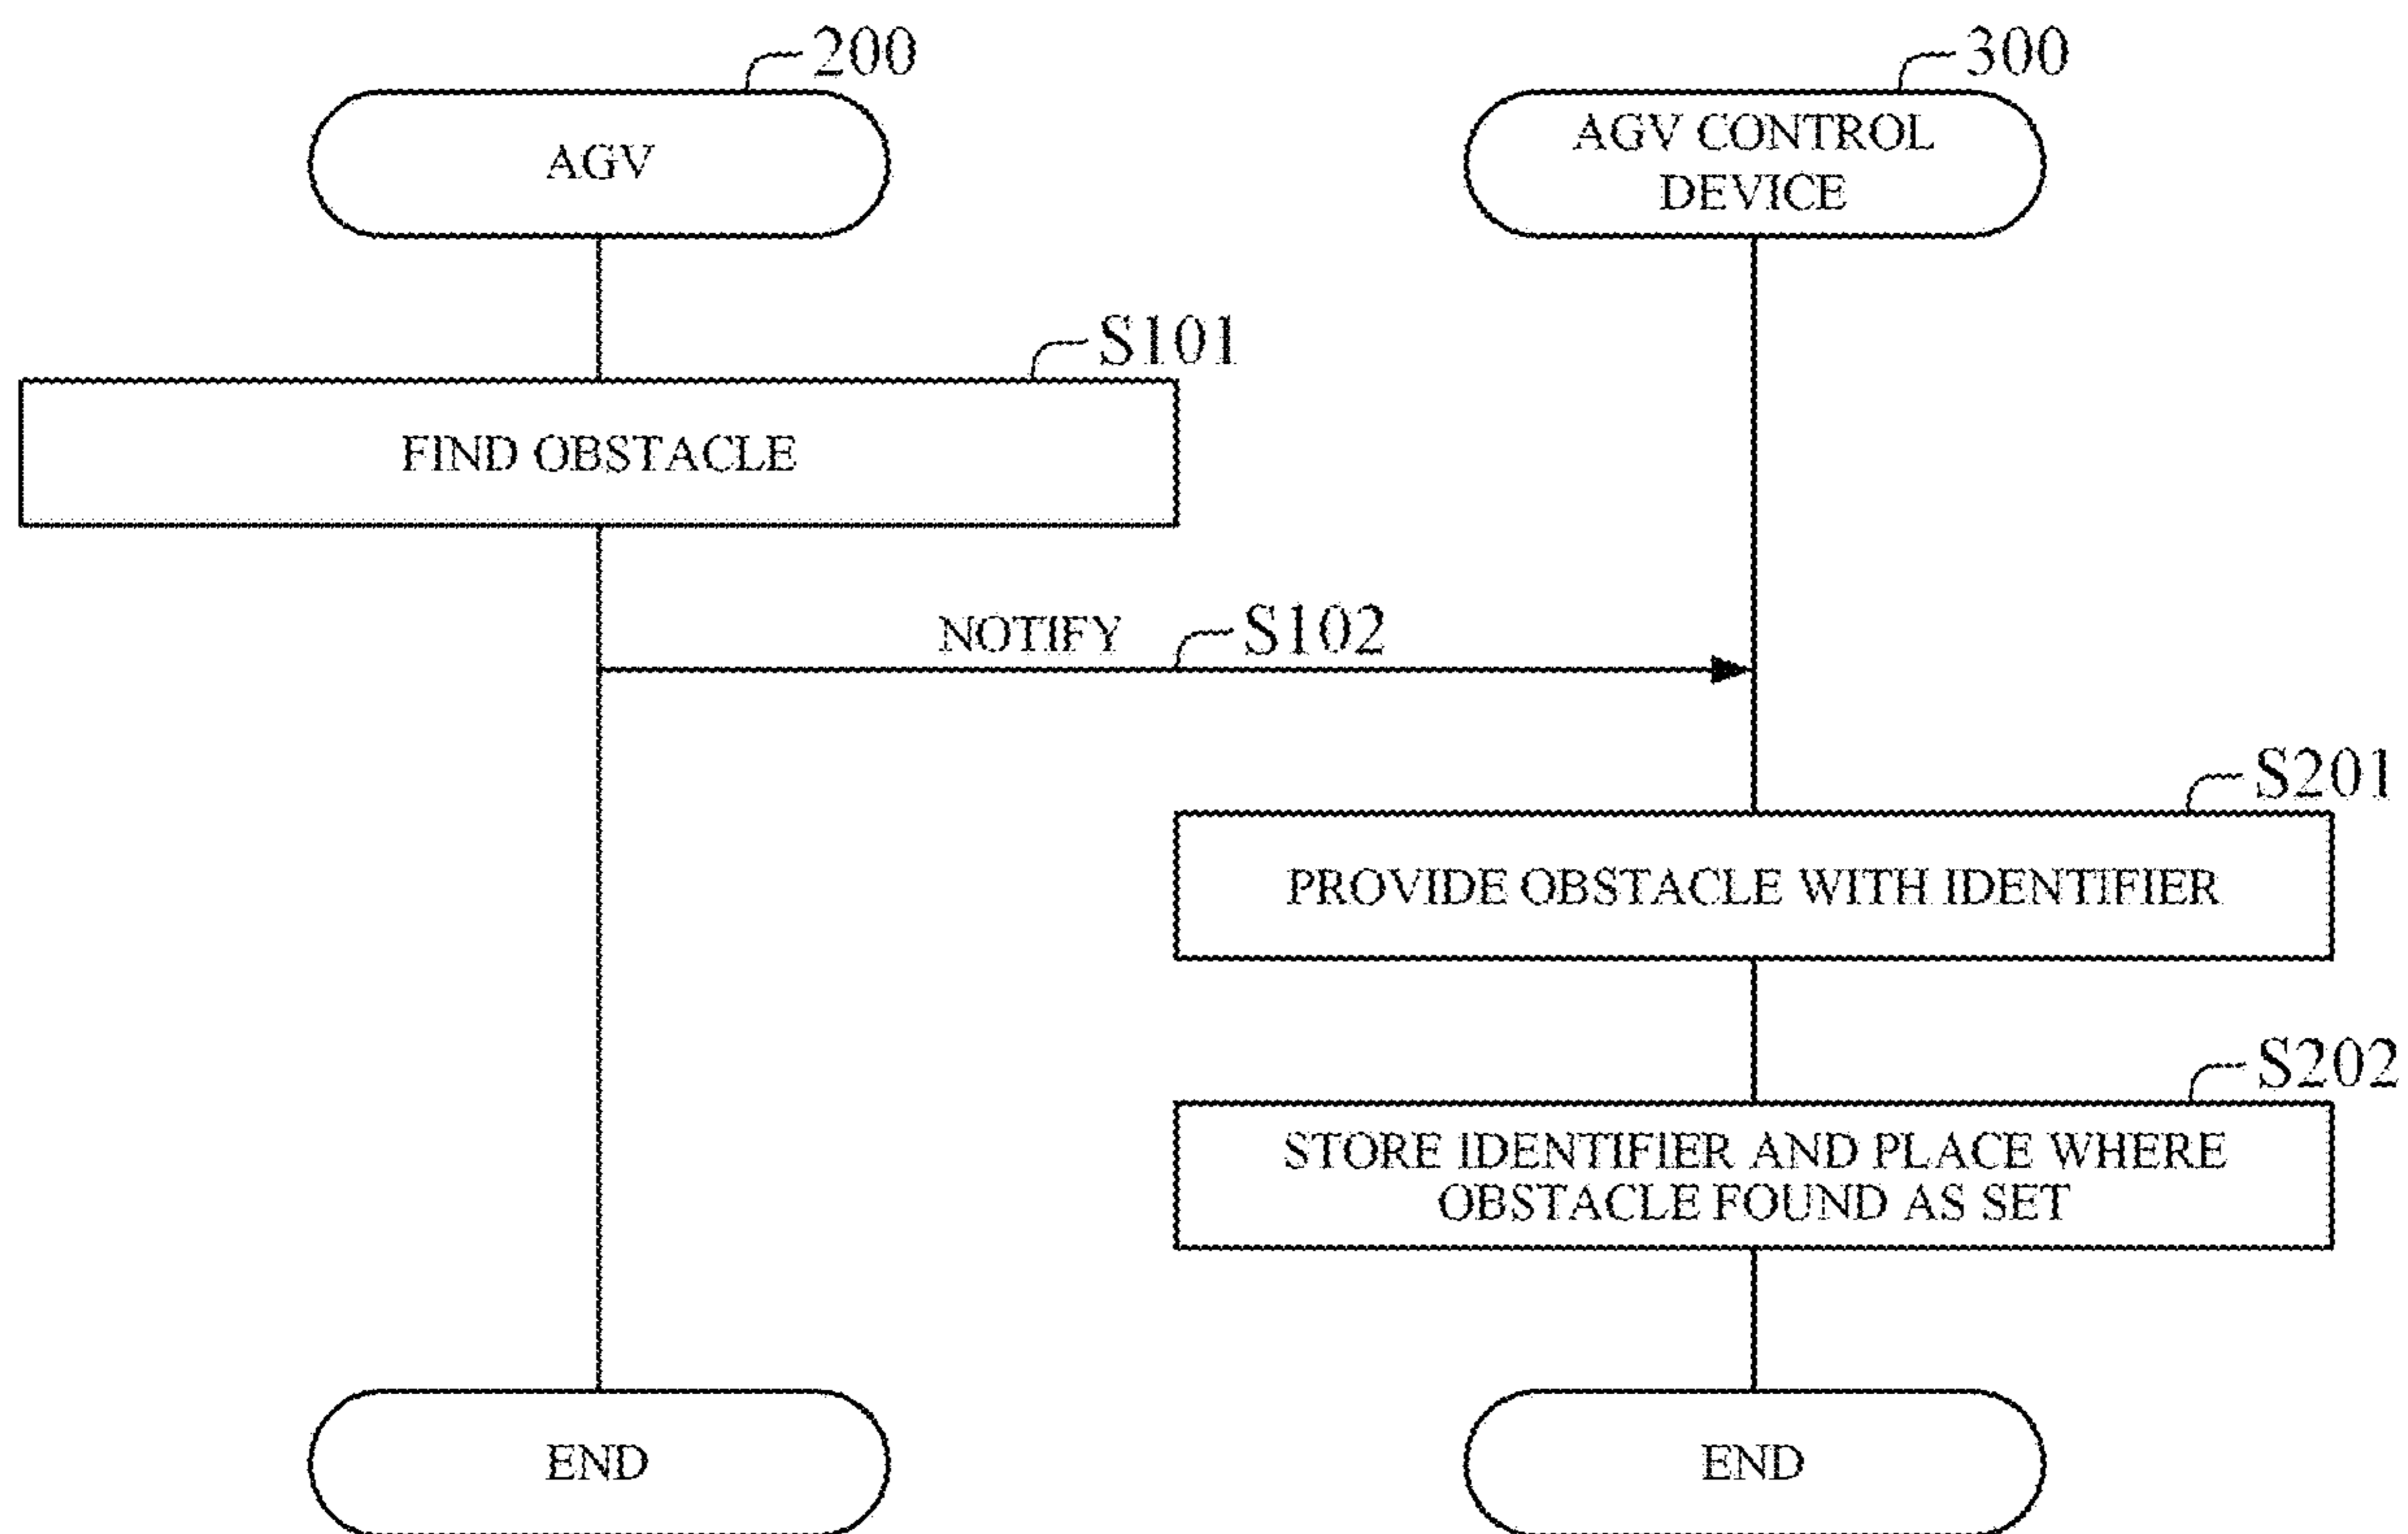 200
300
AGV
AGV CONTROL
DEVICE
S101
FIND OBSTACLE
NOTIFY
S102
S201
PROVIDE OBSTACLE WITH IDENTIFIER
S202
STORE IDENTIFIER AND PLACE WHERE
OBSTACLE FOUND AS SET
END
END